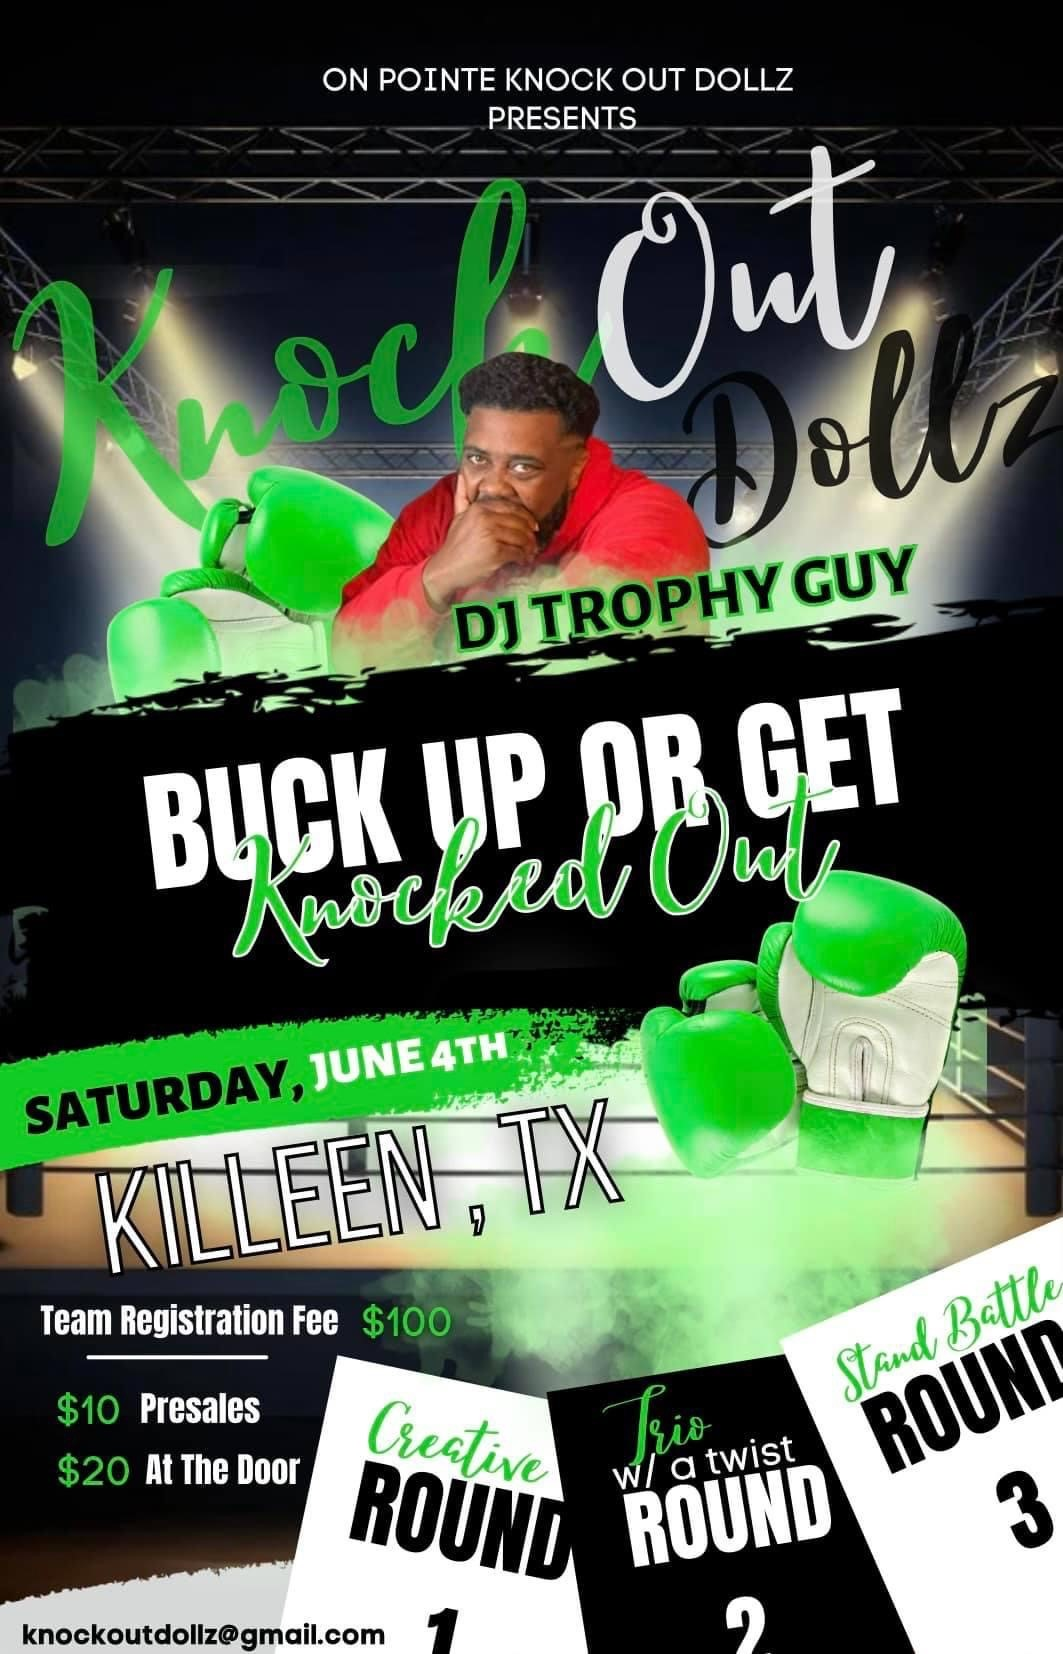 ON POINTE KNOCK OUT DOLLZ
PRESENTS
Knock Out
Dollz
DJ TROPHY GUY
BUCK UP OR GET
Knocked Out
SATURDAY, JUNE 4TH
KILLEEN , TX
Team Registration Fee $100
$10 Presales
$20 At The Door
Creative
ROUND
1
Trio
w/ a twist
ROUND
2
Stand Battle
ROUND
3
knockoutdollz@gmail.com